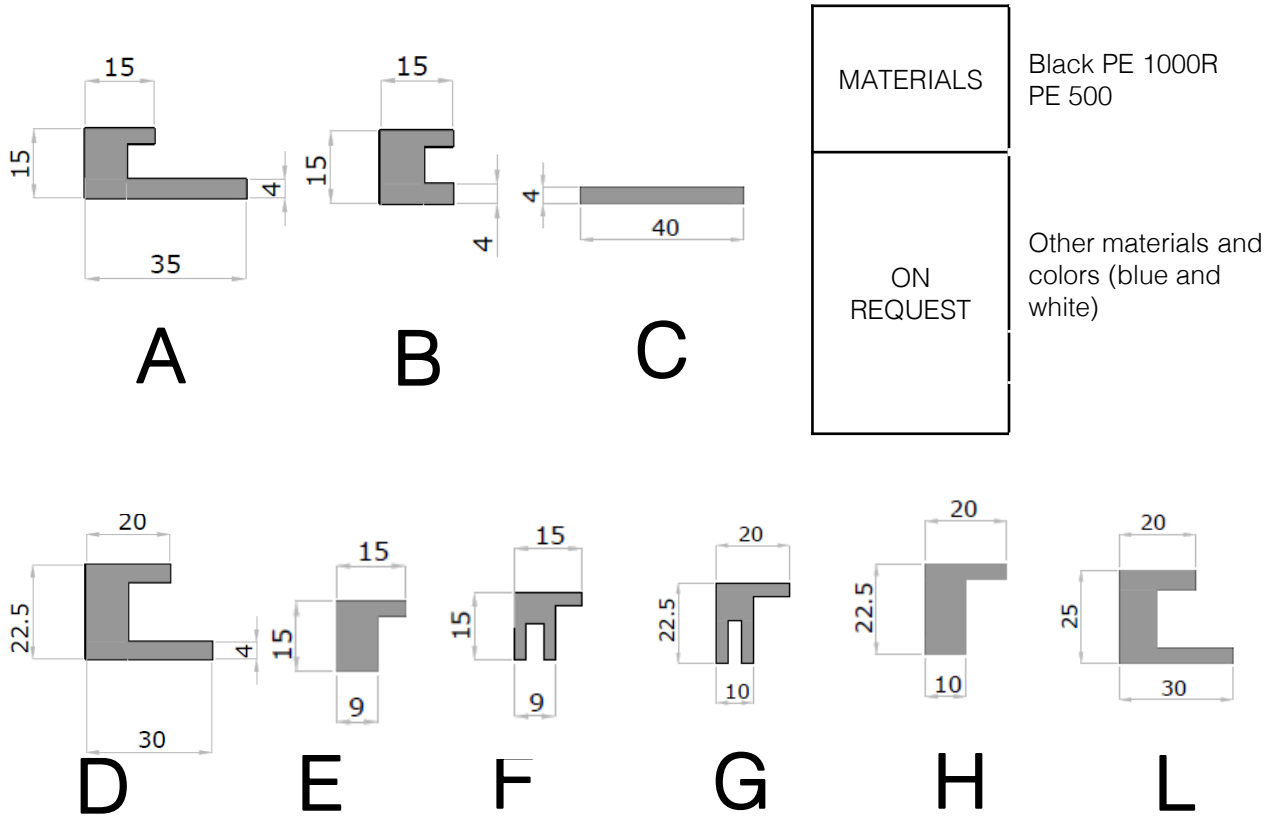 15
15
4
35
A
15
15
4
B
4
40
C
MATERIALS
Black PE 1000R
PE 500
ON
REQUEST
Other materials and
colors (blue and
white)
20
22.5
4
30
D
15
15
9
E
15
15
9
F
20
22.5
10
G
20
22.5
10
H
20
25
30
L